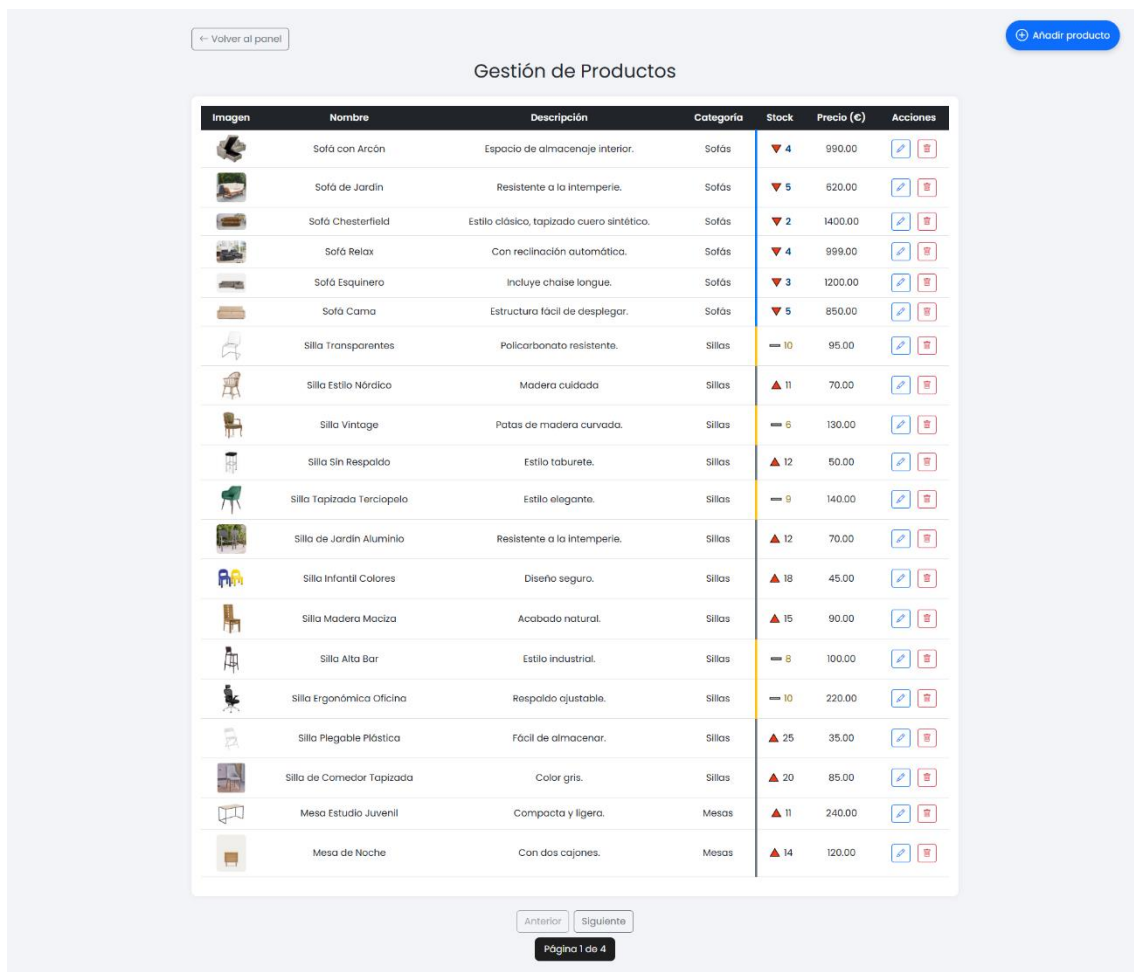 ← Volver al panel
Añadir producto
Gestión de Productos
Imagen Nombre Descripción Categoría Stock Precio (€) Acciones
Sofá con Arcón Espacio de almacenaje interior. Sofás ▼ 4 990.00
Sofá de Jardín Resistente a la intemperie. Sofás ▼ 5 620.00
Sofá Chesterfield Estilo clásico, tapizado cuero sintético. Sofás ▼ 2 1400.00
Sofá Relax Con reclinación automática. Sofás ▼ 4 999.00
Sofá Esquinero Incluye chaise longue. Sofás ▼ 3 1200.00
Sofá Cama Estructura fácil de desplegar. Sofás ▼ 5 850.00
Silla Transparentes Policarbonato resistente. Sillas ━ 10 95.00
Silla Estilo Nórdico Madera cuidada Sillas ▲ 11 70.00
Silla Vintage Patas de madera curvada. Sillas ━ 6 130.00
Silla Sin Respaldo Estilo taburete. Sillas ▲ 12 50.00
Silla Tapizada Terciopelo Estilo elegante. Sillas ━ 9 140.00
Silla de Jardín Aluminio Resistente a la intemperie. Sillas ▲ 12 70.00
Silla Infantil Colores Diseño seguro. Sillas ▲ 18 45.00
Silla Madera Maciza Acabado natural. Sillas ▲ 15 90.00
Silla Alta Bar Estilo industrial. Sillas ━ 8 100.00
Silla Ergonómica Oficina Respaldo ajustable. Sillas ━ 10 220.00
Silla Plegable Plástica Fácil de almacenar. Sillas ▲ 25 35.00
Silla de Comedor Tapizada Color gris. Sillas ▲ 20 85.00
Mesa Estudio Juvenil Compacta y ligera. Mesas ▲ 11 240.00
Mesa de Noche Con dos cajones. Mesas ▲ 14 120.00
Anterior Siguiente
Página 1 de 4